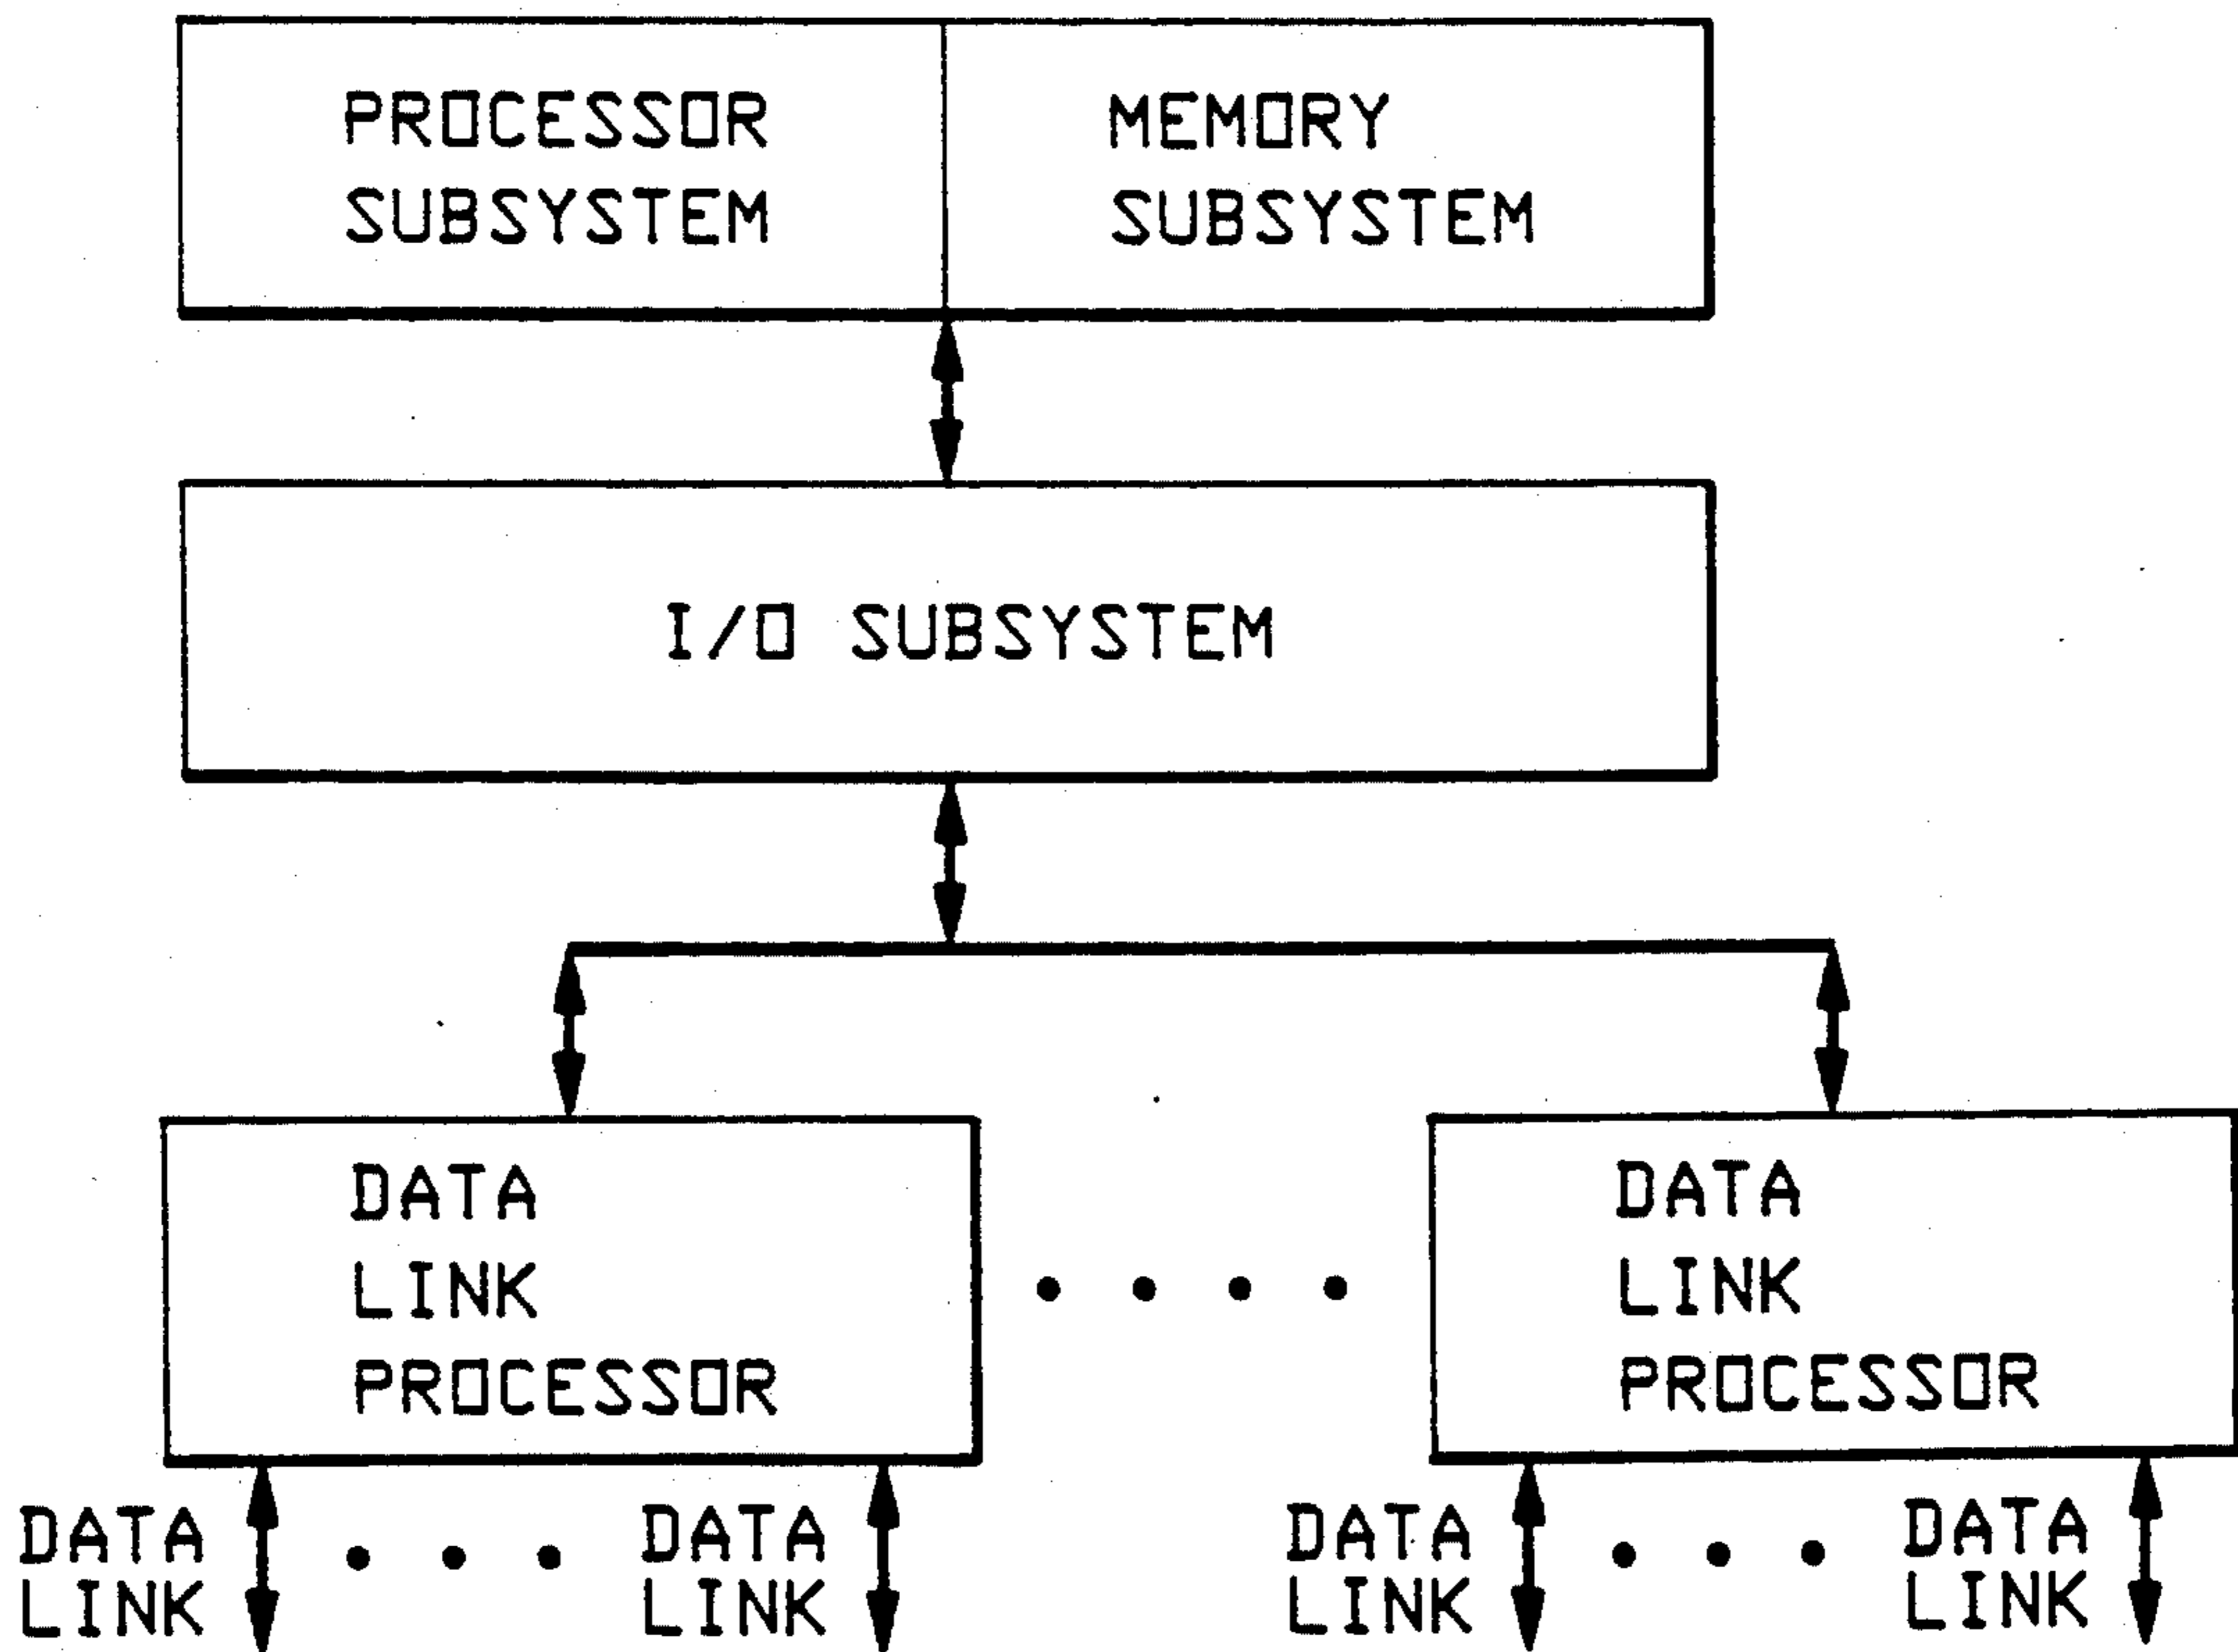 PROCESSOR
SUBSYSTEM
MEMORY
SUBSYSTEM
I/O SUBSYSTEM
DATA
LINK
PROCESSOR
DATA
LINK
PROCESSOR
DATA
LINK
DATA
LINK
DATA
LINK
DATA
LINK